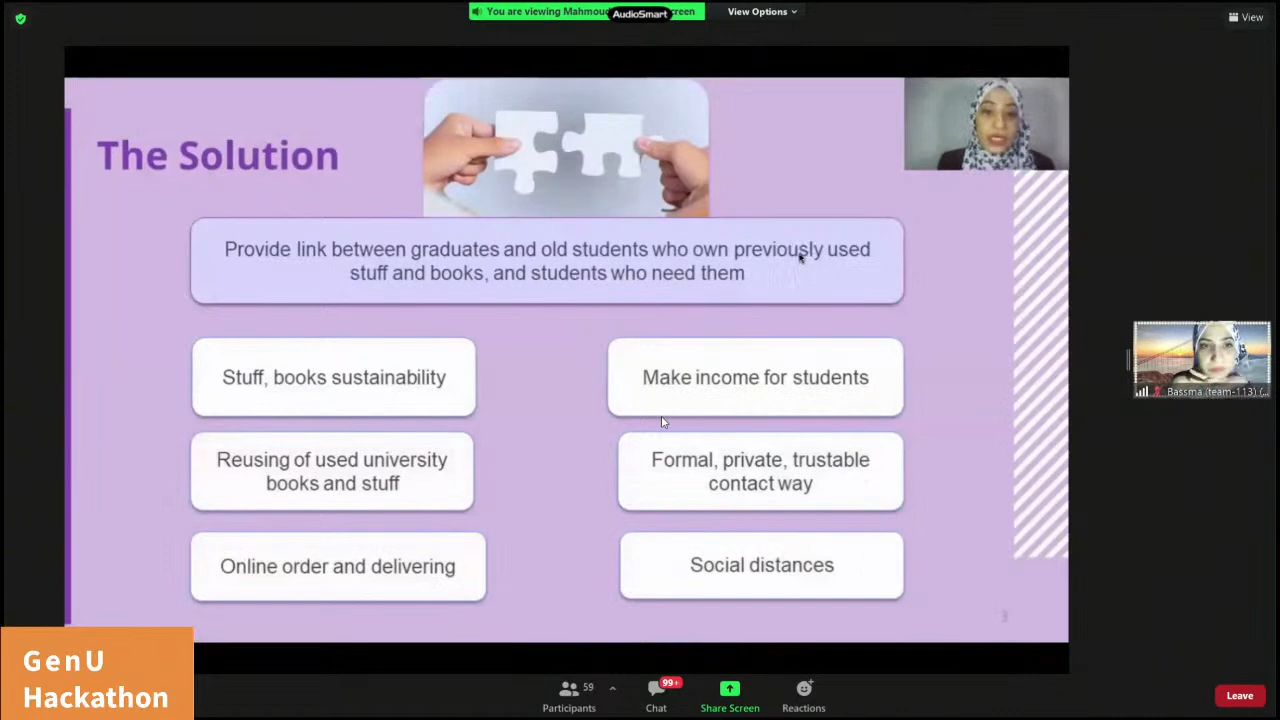 You are viewing Mahmoud
AudioSmart
screen
View Options
View
The Solution
Provide link between graduates and old students who own previously used
stuff and books, and students who need them
Stuff, books sustainability
Make income for students
Reusing of used university
books and stuff
Formal, private, trustable
contact way
Online order and delivering
Social distances
3
Bassma (team-113) (...
GenU
Hackathon
59
Participants
99+
Chat
Share Screen
Reactions
Leave